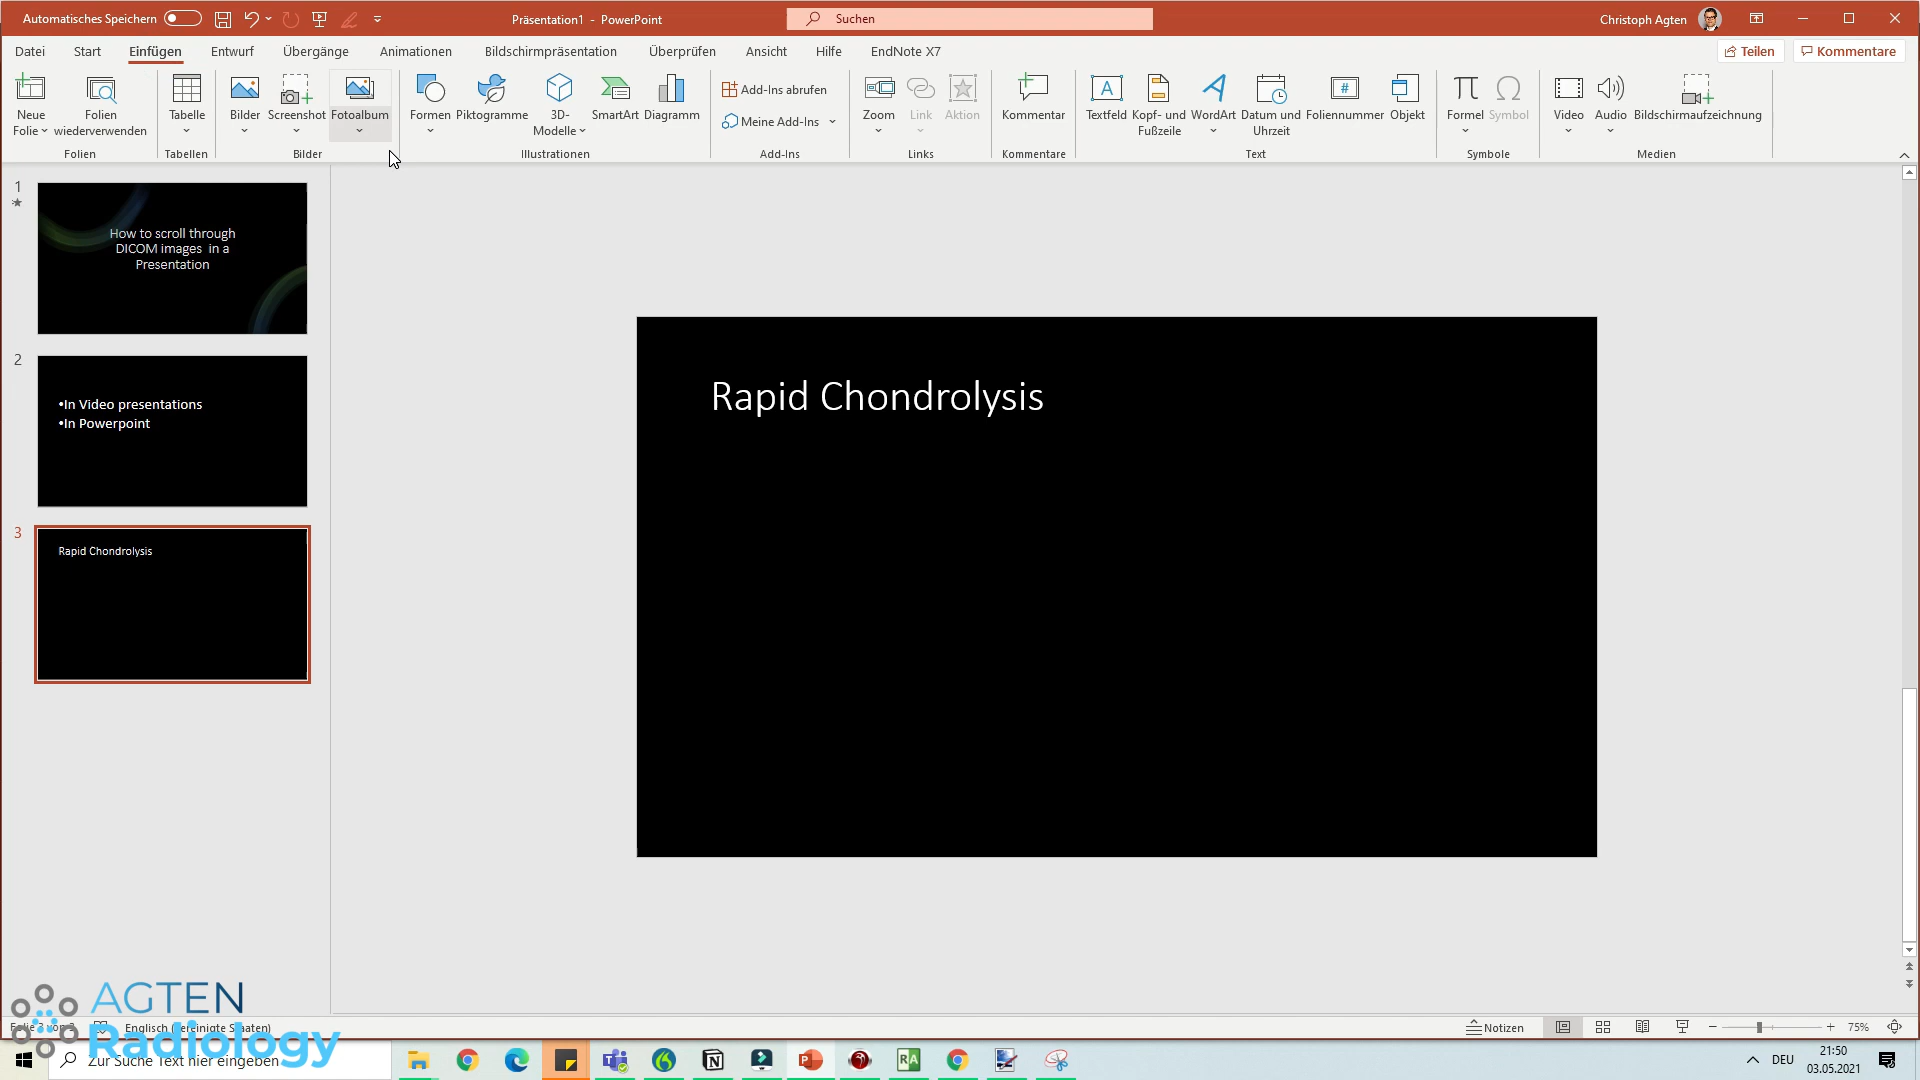 Automatisches Speichern
Präsentation1 - PowerPoint
Suchen
Christoph Agten
Datei Start Einfügen Entwurf Übergänge Animationen Bildschirmpräsentation Überprüfen Ansicht Hilfe EndNote X7
Teilen
Kommentare
Neue Folie
Folien wiederverwenden
Tabelle
Bilder
Screenshot
Fotoalbum
Formen
Piktogramme
3D-Modelle
SmartArt
Diagramm
Add-Ins abrufen
Meine Add-Ins
Zoom
Link
Aktion
Kommentar
Textfeld
Kopf- und Fußzeile
WordArt
Datum und Uhrzeit
Foliennummer
Objekt
Formel
Symbol
Video
Audio
Bildschirmaufzeichnung
Folien Tabellen Bilder Illustrationen Add-Ins Links Kommentare Text Symbole Medien
1
How to scroll through
DICOM images in a
Presentation
2
•In Video presentations
•In Powerpoint
3
Rapid Chondrolysis
Rapid Chondrolysis
AGTEN
Radiology
Notizen
75%
Zur Suche Text hier eingeben
DEU
21:50
03.05.2021